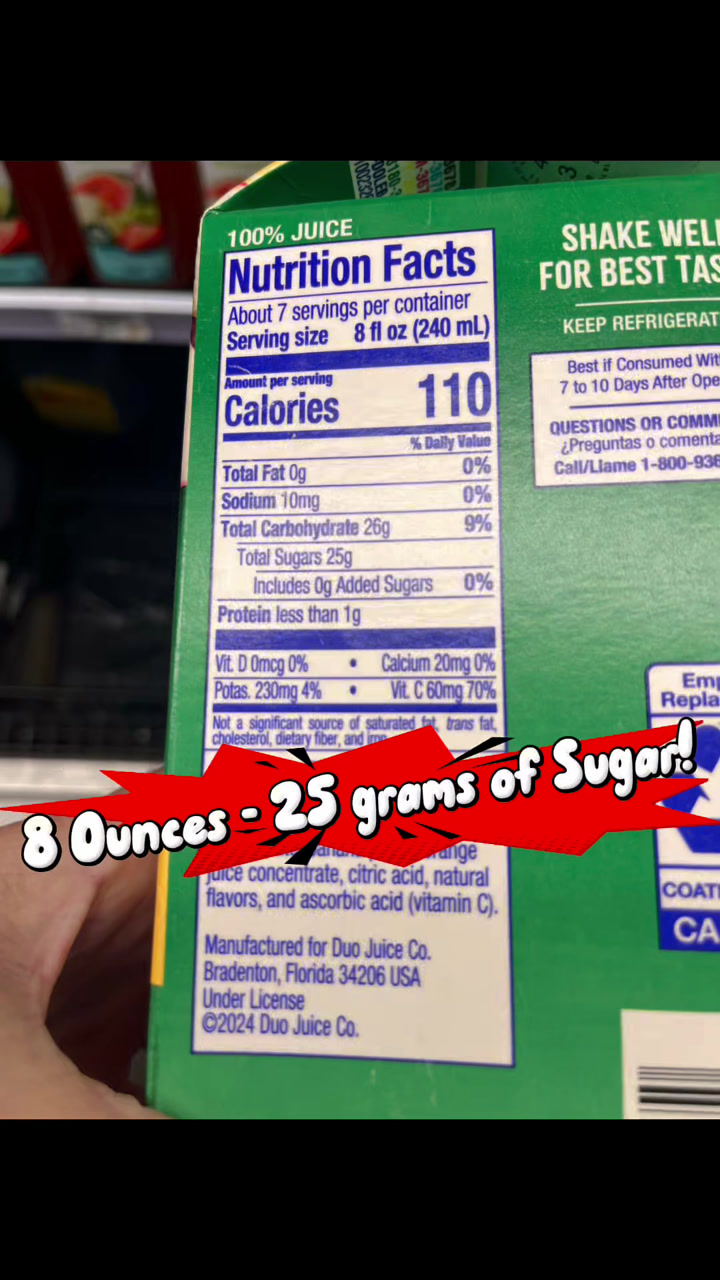 100% JUICE
Nutrition Facts
About 7 servings per container
Serving size 8 fl oz (240 mL)
Amount per serving
Calories 110
% Daily Value
Total Fat 0g 0%
Sodium 10mg 0%
Total Carbohydrate 26g 9%
Total Sugars 25g
Includes 0g Added Sugars 0%
Protein less than 1g
Vit. D 0mcg 0% • Calcium 20mg 0%
Potas. 230mg 4% • Vit. C 60mg 70%
Not a significant source of saturated fat, trans fat,
cholesterol, dietary fiber, and iron
8 Ounces - 25 grams of Sugar!
juice concentrate, citric acid, natural
flavors, and ascorbic acid (vitamin C).
Manufactured for Duo Juice Co.
Bradenton, Florida 34206 USA
Under License
©2024 Duo Juice Co.
SHAKE WELL
FOR BEST TAS
KEEP REFRIGERAT
Best if Consumed Wit
7 to 10 Days After Ope
QUESTIONS OR COMM
¿Preguntas o comenta
Call/Llame 1-800-936
Emp
Repla
COAT
CA